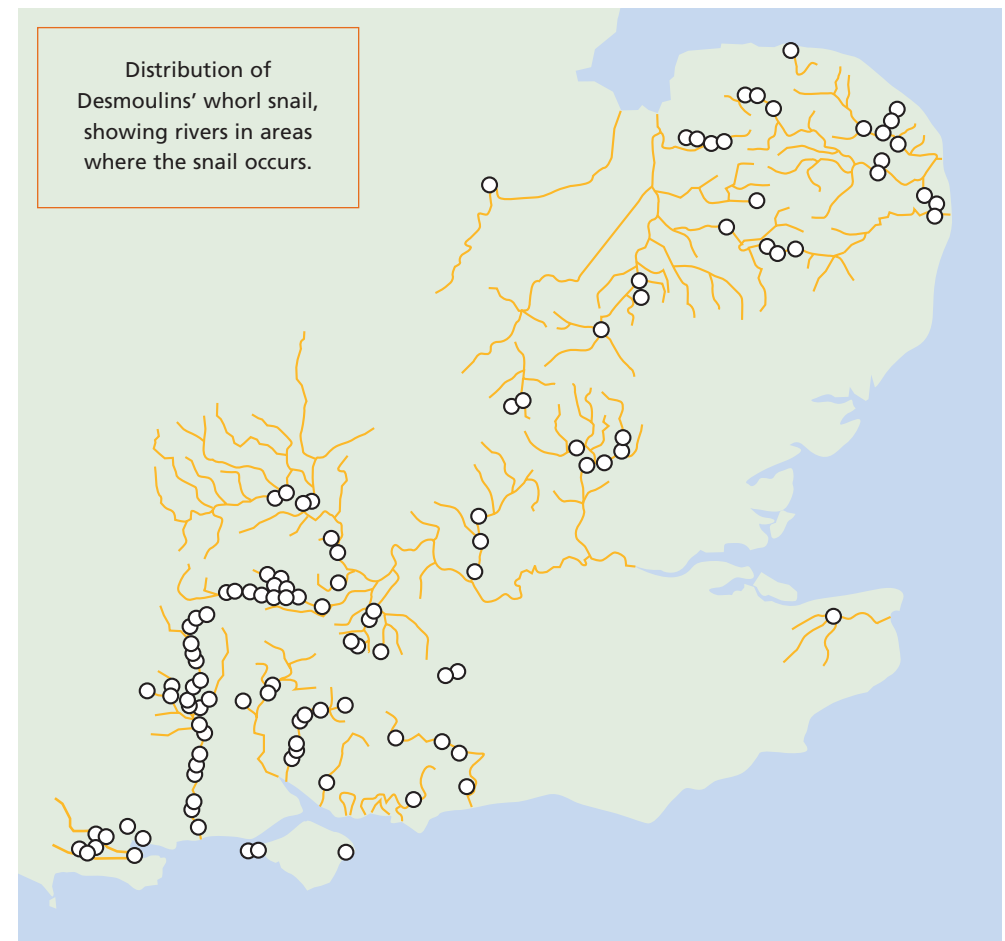 Distribution of
Desmoulins’ whorl snail,
showing rivers in areas
where the snail occurs.